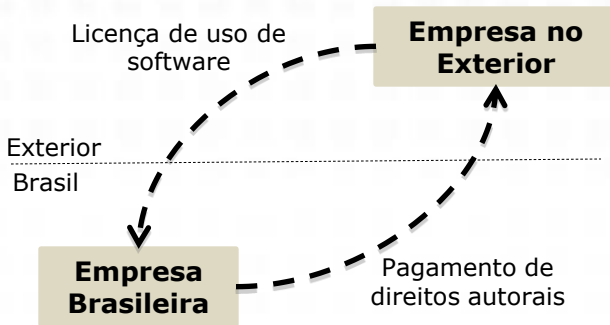 Licença de uso de
software
Empresa no
Exterior
Exterior
Brasil
Empresa
Brasileira
Pagamento de
direitos autorais